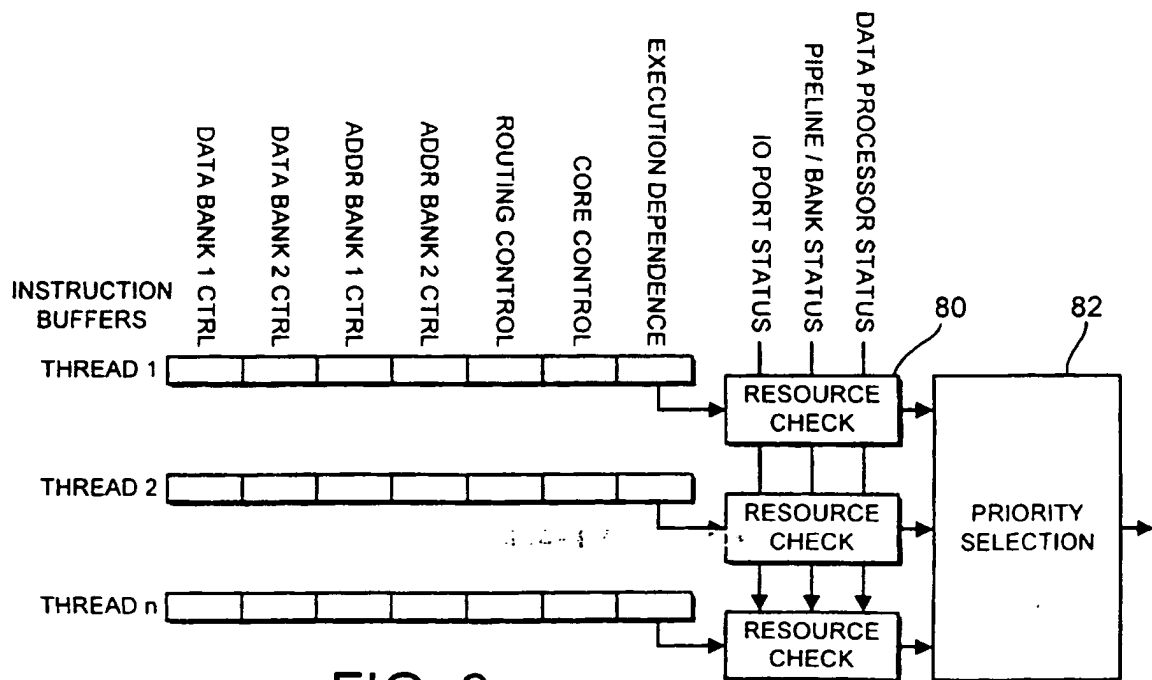 DATA BANK 1 CTRL
DATA BANK 2 CTRL
ADDR BANK 1 CTRL
ADDR BANK 2 CTRL
ROUTING CONTROL
CORE CONTROL
EXECUTION DEPENDENCE
IO PORT STATUS
PIPELINE / BANK STATUS
DATA PROCESSOR STATUS
80
82
INSTRUCTION
BUFFERS
THREAD 1
RESOURCE
CHECK
THREAD 2
RESOURCE
CHECK
PRIORITY
SELECTION
THREAD n
RESOURCE
CHECK